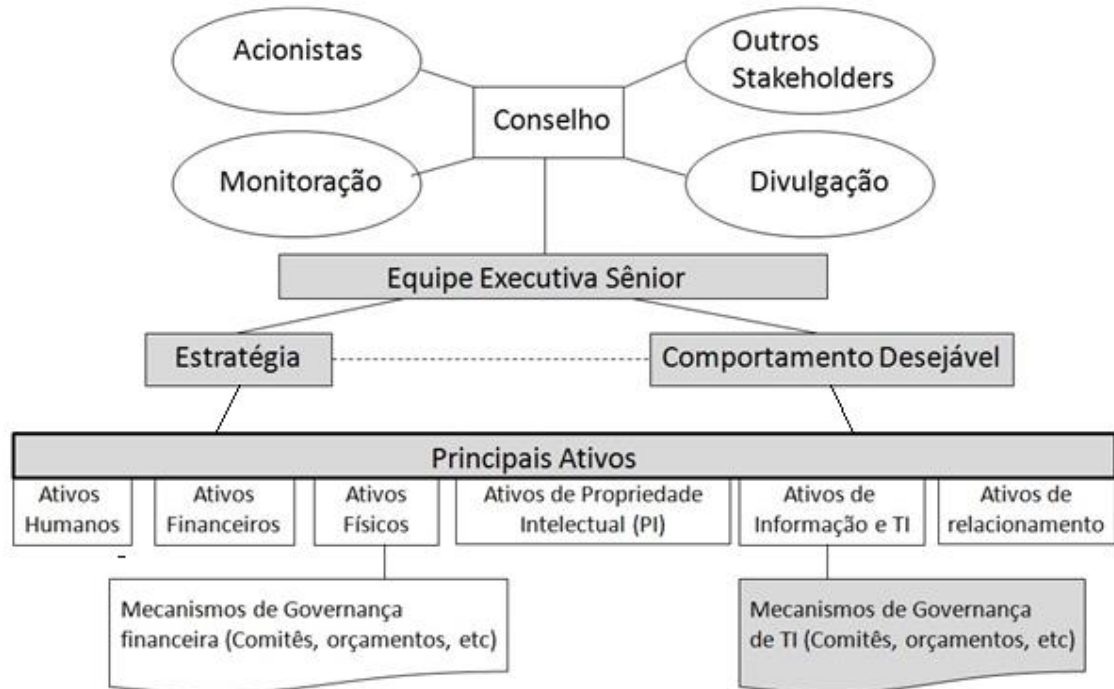 Acionistas
Outros
Stakeholders
Conselho
Monitoração
Divulgação
Equipe Executiva Sênior
Estratégia
Comportamento Desejável
Principais Ativos
Ativos
Humanos
Ativos
Financeiros
Ativos
Físicos
Ativos de Propriedade
Intelectual (PI)
Ativos de
Informação e TI
Ativos de
relacionamento
Mecanismos de Governança
financeira (Comitês, orçamentos, etc)
Mecanismos de Governança
de TI (Comitês, orçamentos, etc)